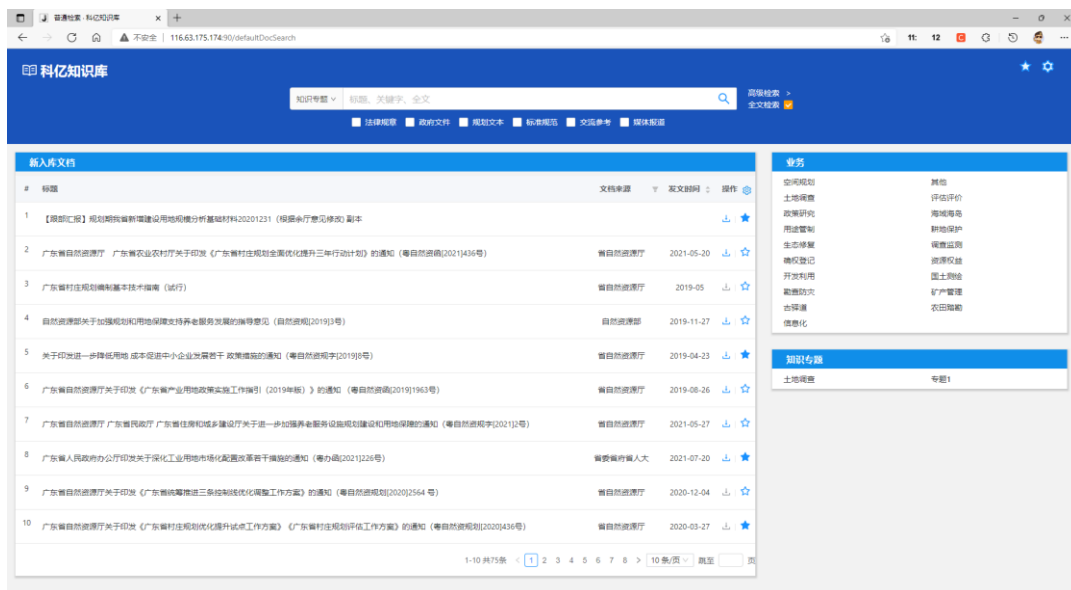 普通检索 - 科亿知识库
不安全 | 116.63.175.174:90/defaultDocSearch
11: 12
科亿知识库
知识专题 标题、关键字、全文
高级检索 >
全文检索
法律规章 政府文件 规划文本 标准规范 交流参考 媒体报道
新入库文档
# 标题 文档来源 发文时间 操作
1 【跟部汇报】规划期我省新增建设用地规模分析基础材料20201231（根据余厅意见修改) 副本
2 广东省自然资源厅 广东省农业农村厅关于印发《广东省村庄规划全面优化提升三年行动计划》的通知（粤自然资函[2021]436号） 省自然资源厅 2021-05-20
3 广东省村庄规划编制基本技术指南（试行） 省自然资源厅 2019-05
4 自然资源部关于加强规划和用地保障支持养老服务发展的指导意见（自然资规[2019]3号） 自然资源部 2019-11-27
5 关于印发进一步降低用地 成本促进中小企业发展若干 政策措施的通知（粤自然资规字[2019]8号） 省自然资源厅 2019-04-23
6 广东省自然资源厅关于印发《广东省产业用地政策实施工作指引（2019年版）》的通知 （粤自然资函[2019]1963号） 省自然资源厅 2019-08-26
7 广东省自然资源厅 广东省民政厅 广东省住房和城乡建设厅关于进一步加强养老服务设施规划建设和用地保障的通知（粤自然资规字[2021]2号） 省自然资源厅 2021-05-27
8 广东省人民政府办公厅印发关于深化工业用地市场化配置改革若干措施的通知（粤办函[2021]226号） 省委省府省人大 2021-07-20
9 广东省自然资源厅关于印发《广东省统筹推进三条控制线优化调整工作方案》的通知（粤自然资规划[2020]2564 号） 省自然资源厅 2020-12-04
10 广东省自然资源厅关于印发《广东省村庄规划优化提升试点工作方案》《广东省村庄规划评估工作方案》的通知（粤自然资规划[2020]436号） 省自然资源厅 2020-03-27
1-10 共75条 < 1 2 3 4 5 6 7 8 > 10 条/页 跳至 页
业务
空间规划 其他
土地调查 评估评价
政策研究 海域海岛
用途管制 耕地保护
生态修复 调查监测
确权登记 资源权益
开发利用 国土测绘
勘查防灾 矿产管理
古驿道 农田踏勘
信息化
知识专题
土地调查 专题1